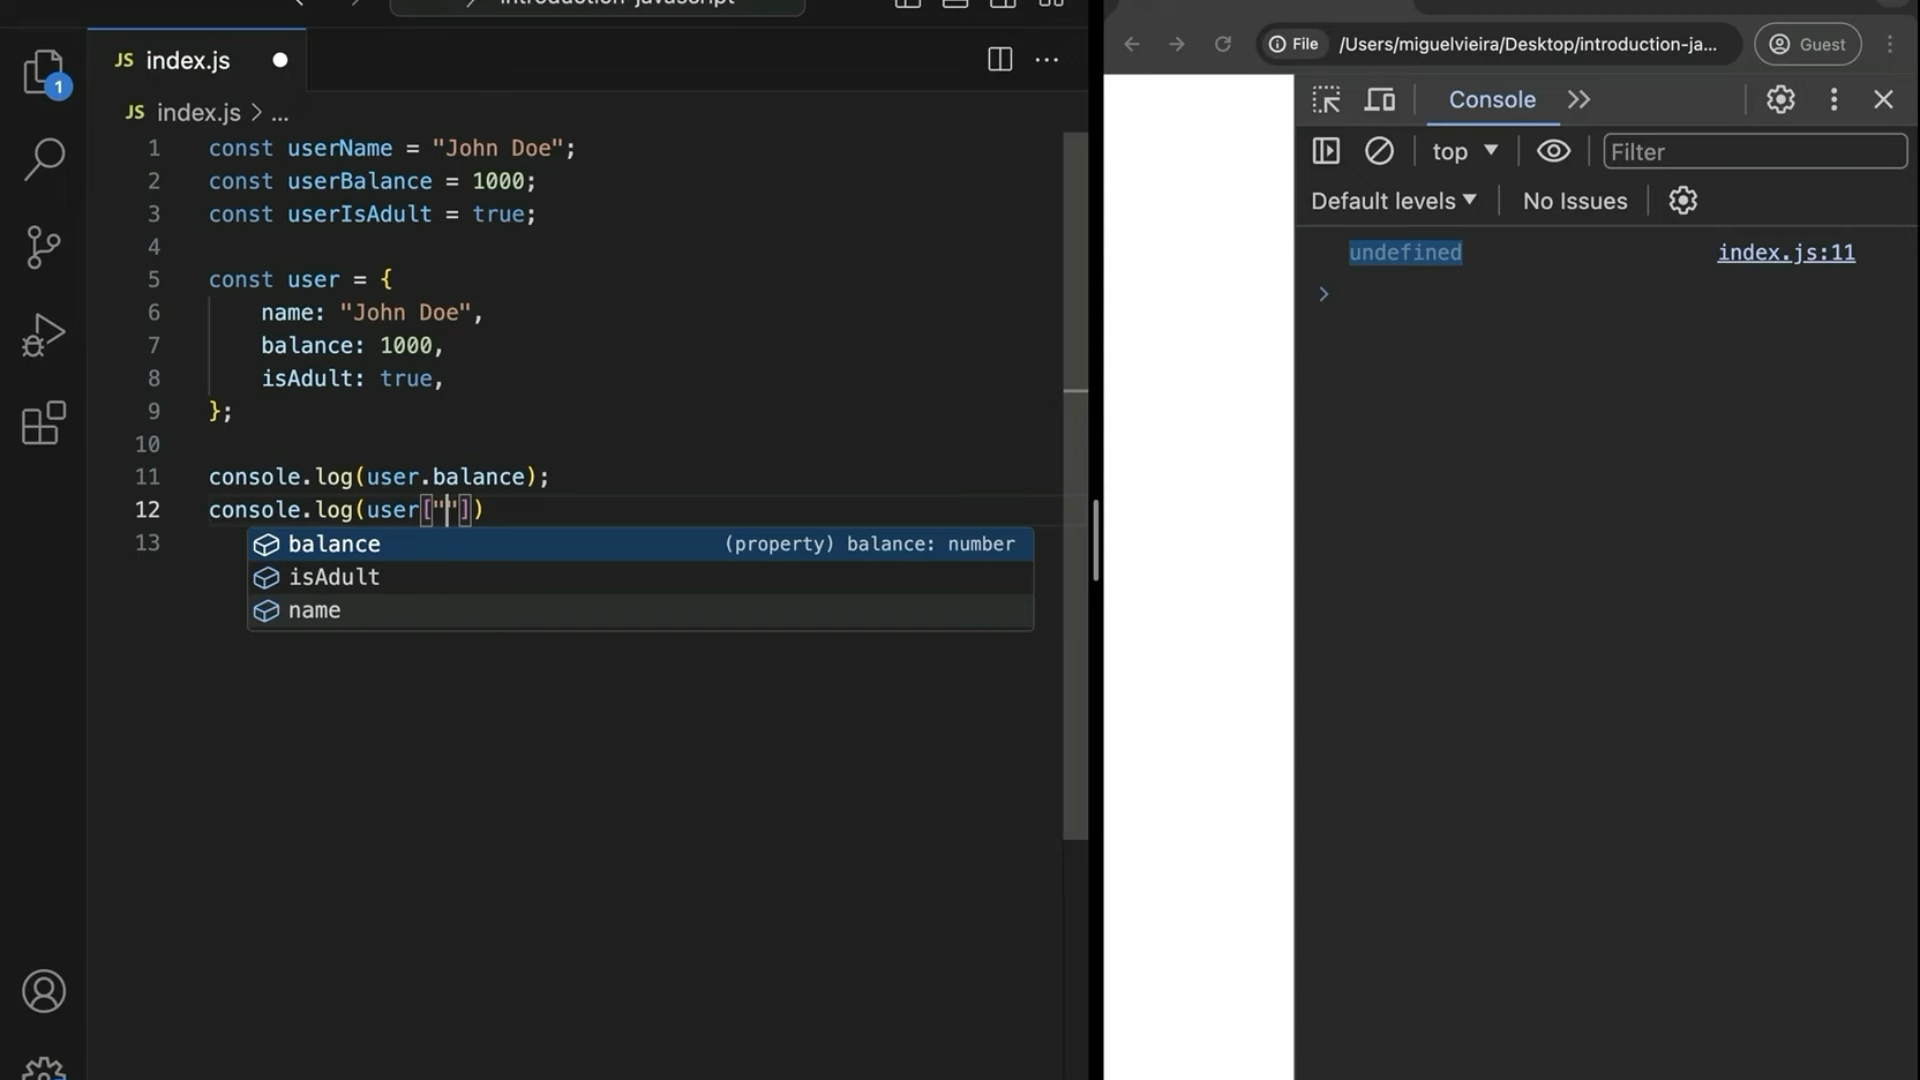 introduction-javascript
JS index.js
1
JS index.js > ...
1 const userName = "John Doe";
2 const userBalance = 1000;
3 const userIsAdult = true;
4
5 const user = {
6 name: "John Doe",
7 balance: 1000,
8 isAdult: true,
9 };
10
11 console.log(user.balance);
12 console.log(user[""])
13
balance (property) balance: number
isAdult
name
File /Users/miguelvieira/Desktop/introduction-ja... Guest
Console
top Filter
Default levels No Issues
undefined index.js:11